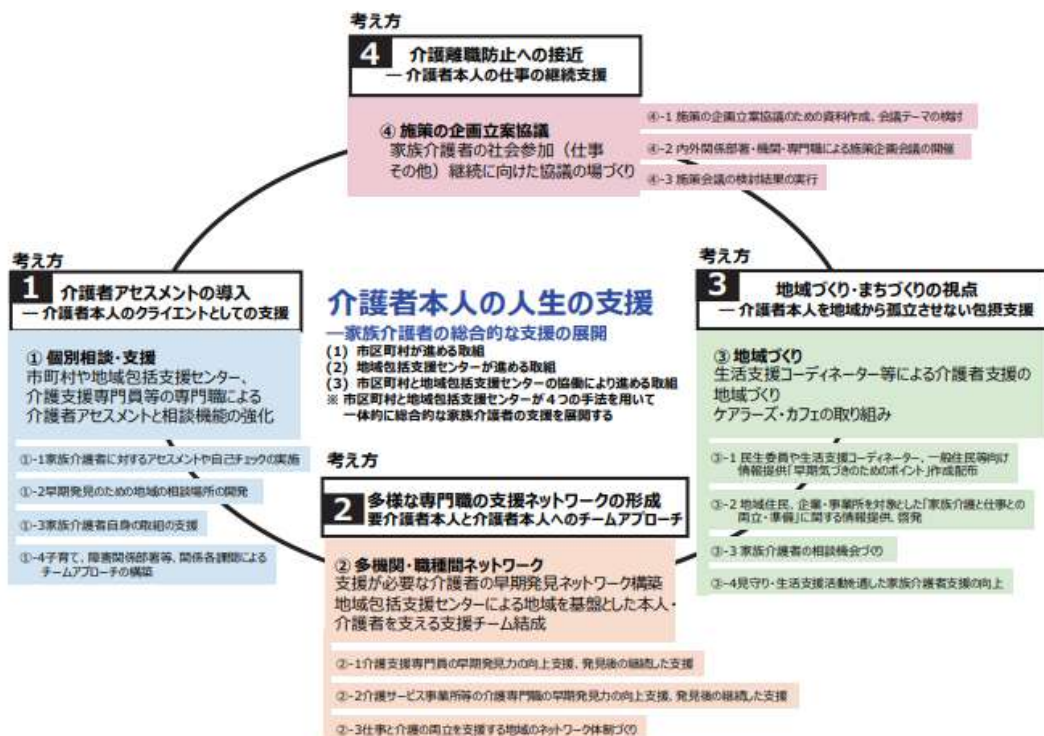 考え方
4 介護離職防止への接近
― 介護者本人の仕事の継続支援
④ 施策の企画立案協議
家族介護者の社会参加（仕事
その他）継続に向けた協議の場づくり
④-1 施策の企画立案協議のための資料作成、会議テーマの検討
④-2 内外関係部署・機関・専門職による施策企画会議の開催
④-3 施策会議の検討結果の実行
考え方
1 介護者アセスメントの導入
― 介護者本人のクライエントとしての支援
① 個別相談・支援
市町村や地域包括支援センター、
介護支援専門員等の専門職による
介護者アセスメントと相談機能の強化
①-1家族介護者に対するアセスメントや自己チェックの実施
①-2早期発見のための地域の相談場所の開発
①-3家族介護者自身の取組の支援
①-4子育て、障害関係部署等、関係各課間による
チームアプローチの構築
介護者本人の人生の支援
―家族介護者の総合的な支援の展開
(1) 市区町村が進める取組
(2) 地域包括支援センターが進める取組
(3) 市区町村と地域包括支援センターの協働により進める取組
※ 市区町村と地域包括支援センターが４つの手法を用いて
一体的に総合的な家族介護者の支援を展開する
考え方
2 多様な専門職の支援ネットワークの形成
要介護者本人と介護者本人へのチームアプローチ
② 多機関・職種間ネットワーク
支援が必要な介護者の早期発見ネットワーク構築
地域包括支援センターによる地域を基盤とした本人・
介護者を支える支援チーム結成
②-1介護支援専門員の早期発見力の向上支援、発見後の継続した支援
②-2介護サービス事業所等の介護専門職の早期発見力の向上支援、発見後の継続した支援
②-3仕事と介護の両立を支援する地域のネットワーク体制づくり
考え方
3 地域づくり・まちづくりの視点
― 介護者本人を地域から孤立させない包摂支援
③ 地域づくり
生活支援コーディネーター等による介護者支援の
地域づくり
ケアラーズ・カフェの取り組み
③-1 民生委員や生活支援コーディネーター、一般住民等向け
情報提供「早期気づきのためのポイント」作成配布
③-2 地域住民、企業・事業所を対象とした「家族介護と仕事との
両立・準備」に関する情報提供、啓発
③-3 家族介護者の相談機会づくり
③-4見守り・生活支援活動を通した家族介護者支援の向上